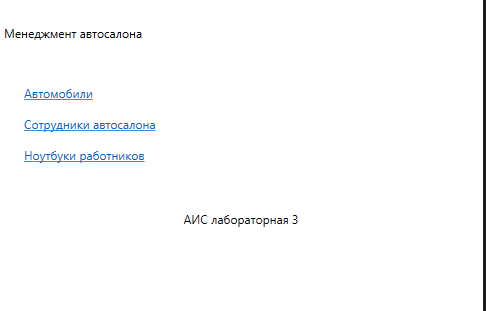 Менеджмент автосалона
Автомобили
Сотрудники автосалона
Ноутбуки работников
АИС лабораторная 3